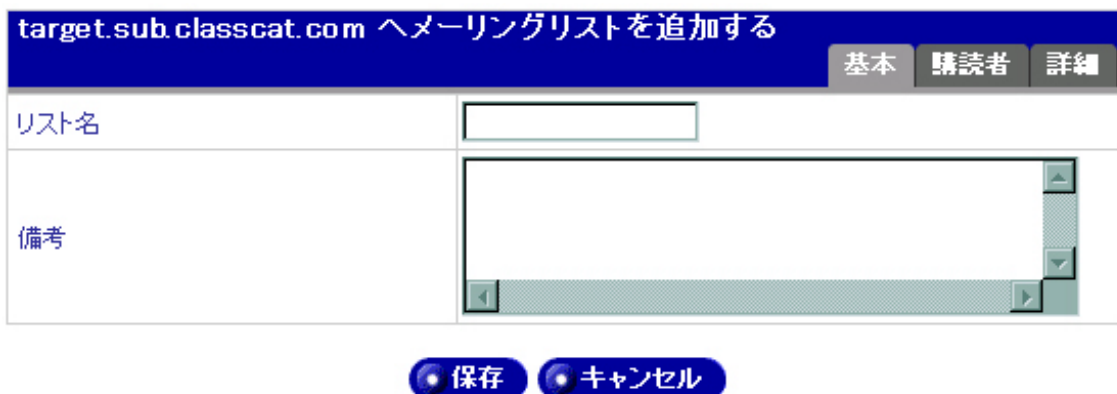 target.sub.classcat.com へメーリングリストを追加する
基本 購読者 詳細
リスト名
備考
保存 キャンセル